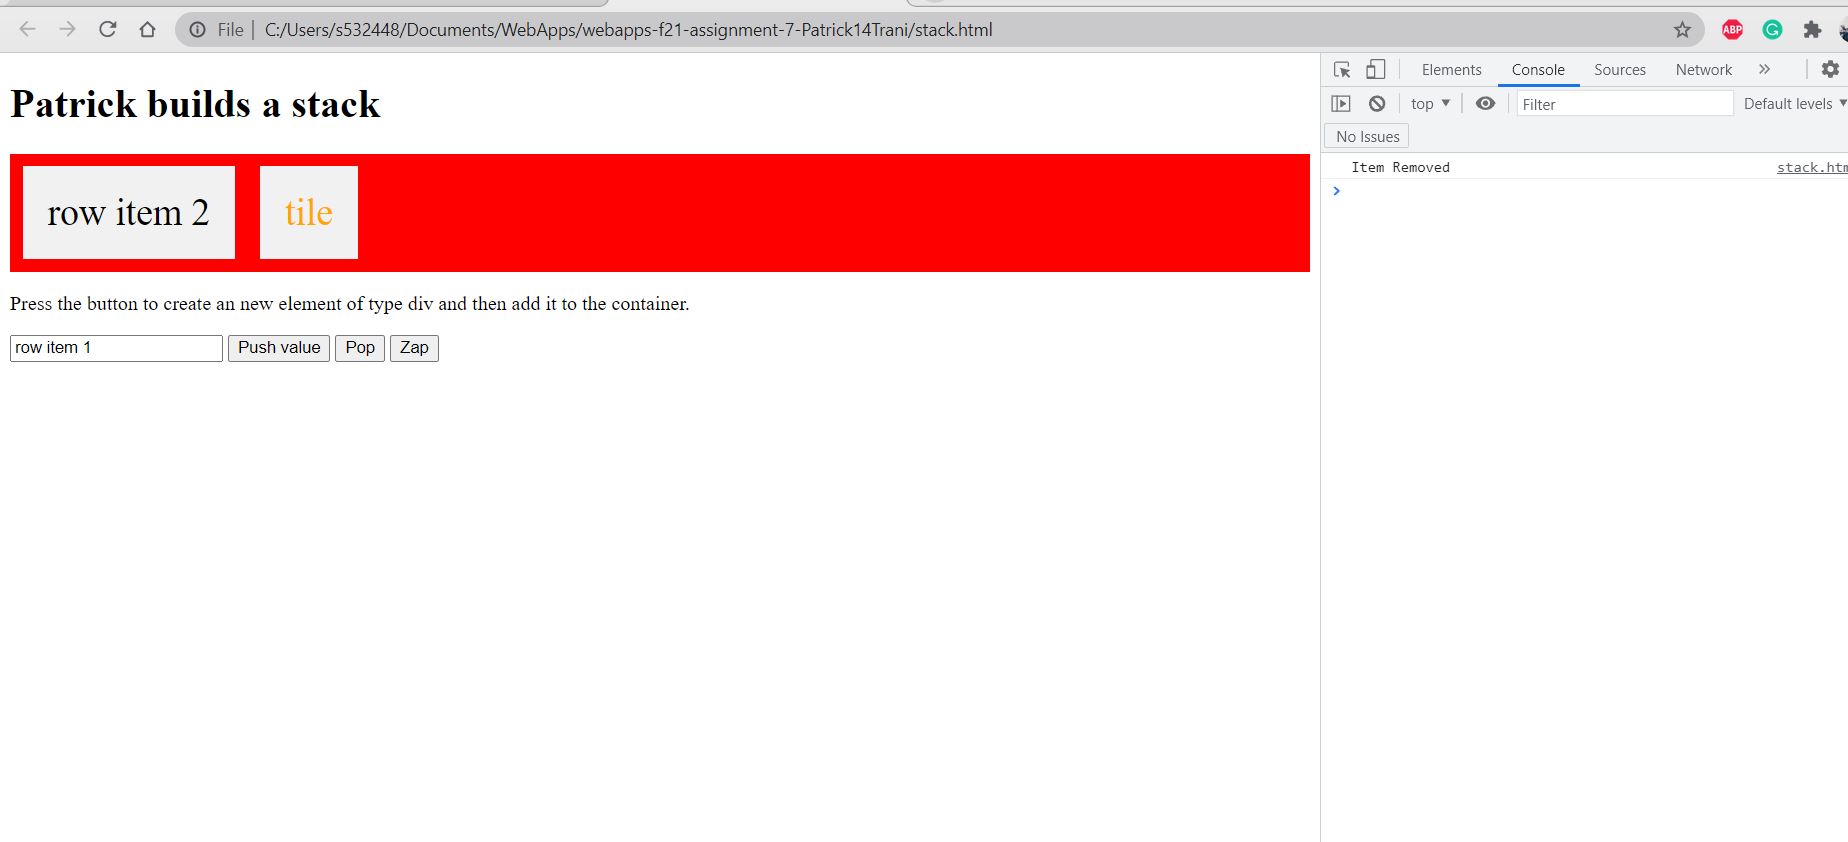 File | C:/Users/s532448/Documents/WebApps/webapps-f21-assignment-7-Patrick14Trani/stack.html
ABP
Patrick builds a stack
row item 2 tile
Press the button to create an new element of type div and then add it to the container.
row item 1 Push value Pop Zap
Elements Console Sources Network »
top ▼ Filter Default levels ▼
No Issues
Item Removed stack.htm
>